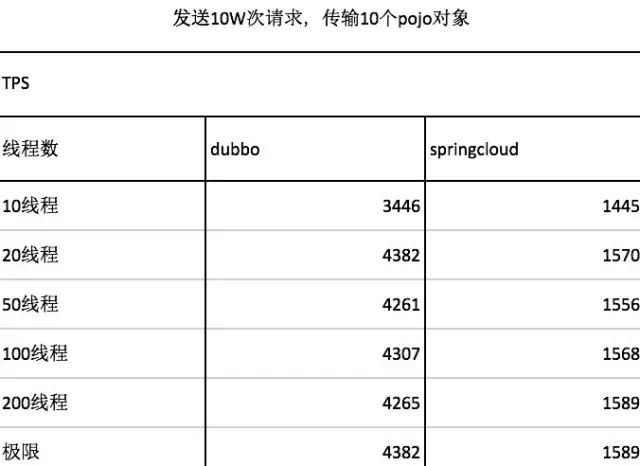 发送10W次请求，传输10个pojo对象
TPS
线程数 dubbo springcloud
10线程 3446 1445
20线程 4382 1570
50线程 4261 1556
100线程 4307 1568
200线程 4265 1589
极限 4382 1589